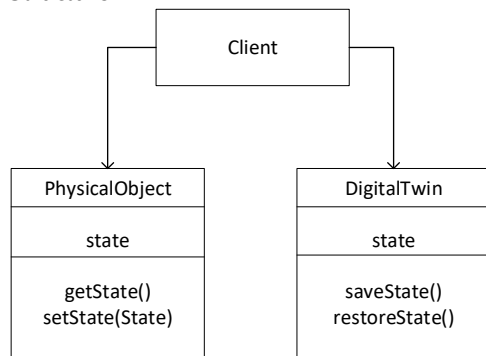 Client
PhysicalObject
state
getState()
setState(State)
DigitalTwin
state
saveState()
restoreState()